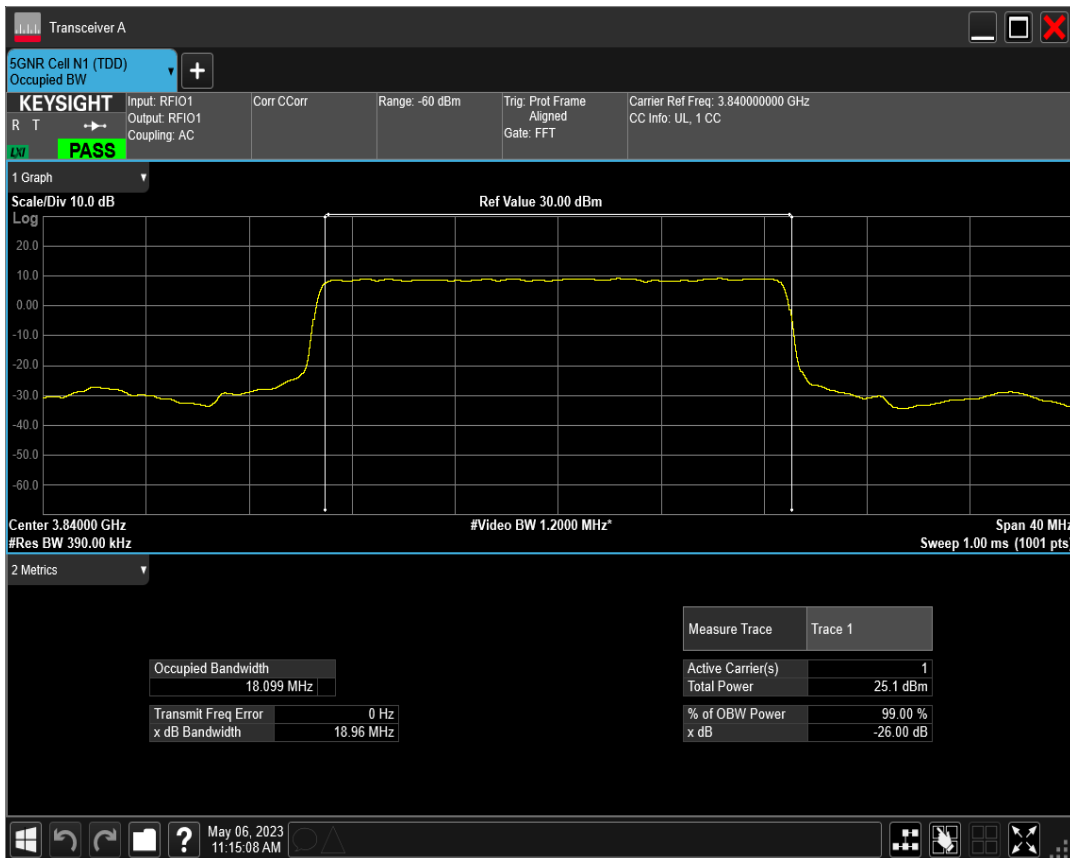 Transceiver A
5GNR Cell N1 (TDD)
Occupied BW
+
KEYSIGHT
R T
LXI
PASS
Input: RFIO1
Output: RFIO1
Coupling: AC
Corr CCorr
Range: -60 dBm
Trig: Prot Frame
Aligned
Gate: FFT
Carrier Ref Freq: 3.840000000 GHz
CC Info: UL, 1 CC
1 Graph
Scale/Div 10.0 dB
Ref Value 30.00 dBm
Log
20.0
10.0
0.00
-10.0
-20.0
-30.0
-40.0
-50.0
-60.0
Center 3.84000 GHz
#Video BW 1.2000 MHz*
Span 40 MHz
#Res BW 390.00 kHz
Sweep 1.00 ms (1001 pts)
2 Metrics
Measure Trace Trace 1
Occupied Bandwidth
18.099 MHz
Active Carrier(s) 1
Total Power 25.1 dBm
Transmit Freq Error 0 Hz
x dB Bandwidth 18.96 MHz
% of OBW Power 99.00 %
x dB -26.00 dB
?
May 06, 2023
11:15:08 AM